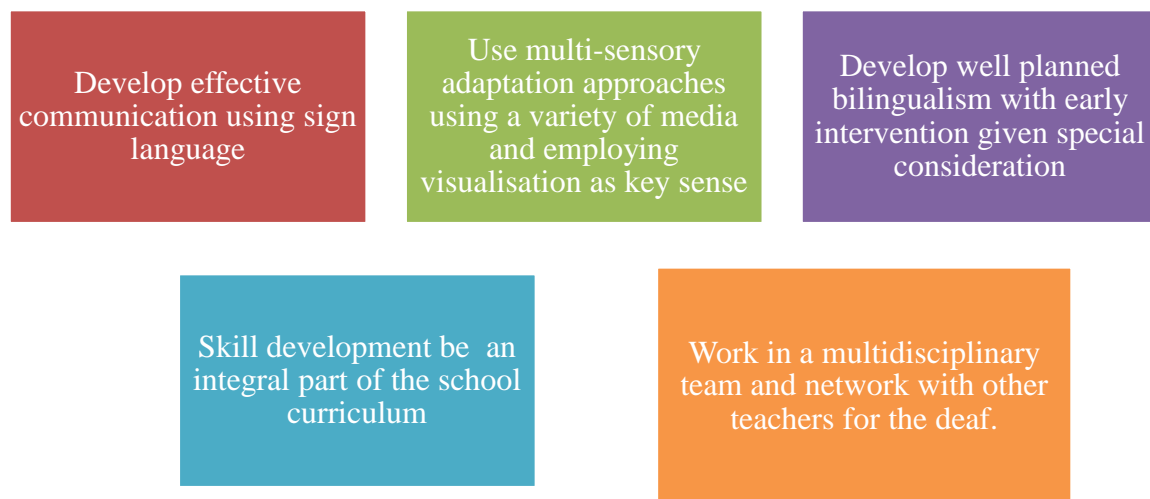 Develop effective
communication using sign
language
Use multi-sensory
adaptation approaches
using a variety of media
and employing
visualisation as key sense
Develop well planned
bilingualism with early
intervention given special
consideration
Skill development be an
integral part of the school
curriculum
Work in a multidisciplinary
team and network with other
teachers for the deaf.